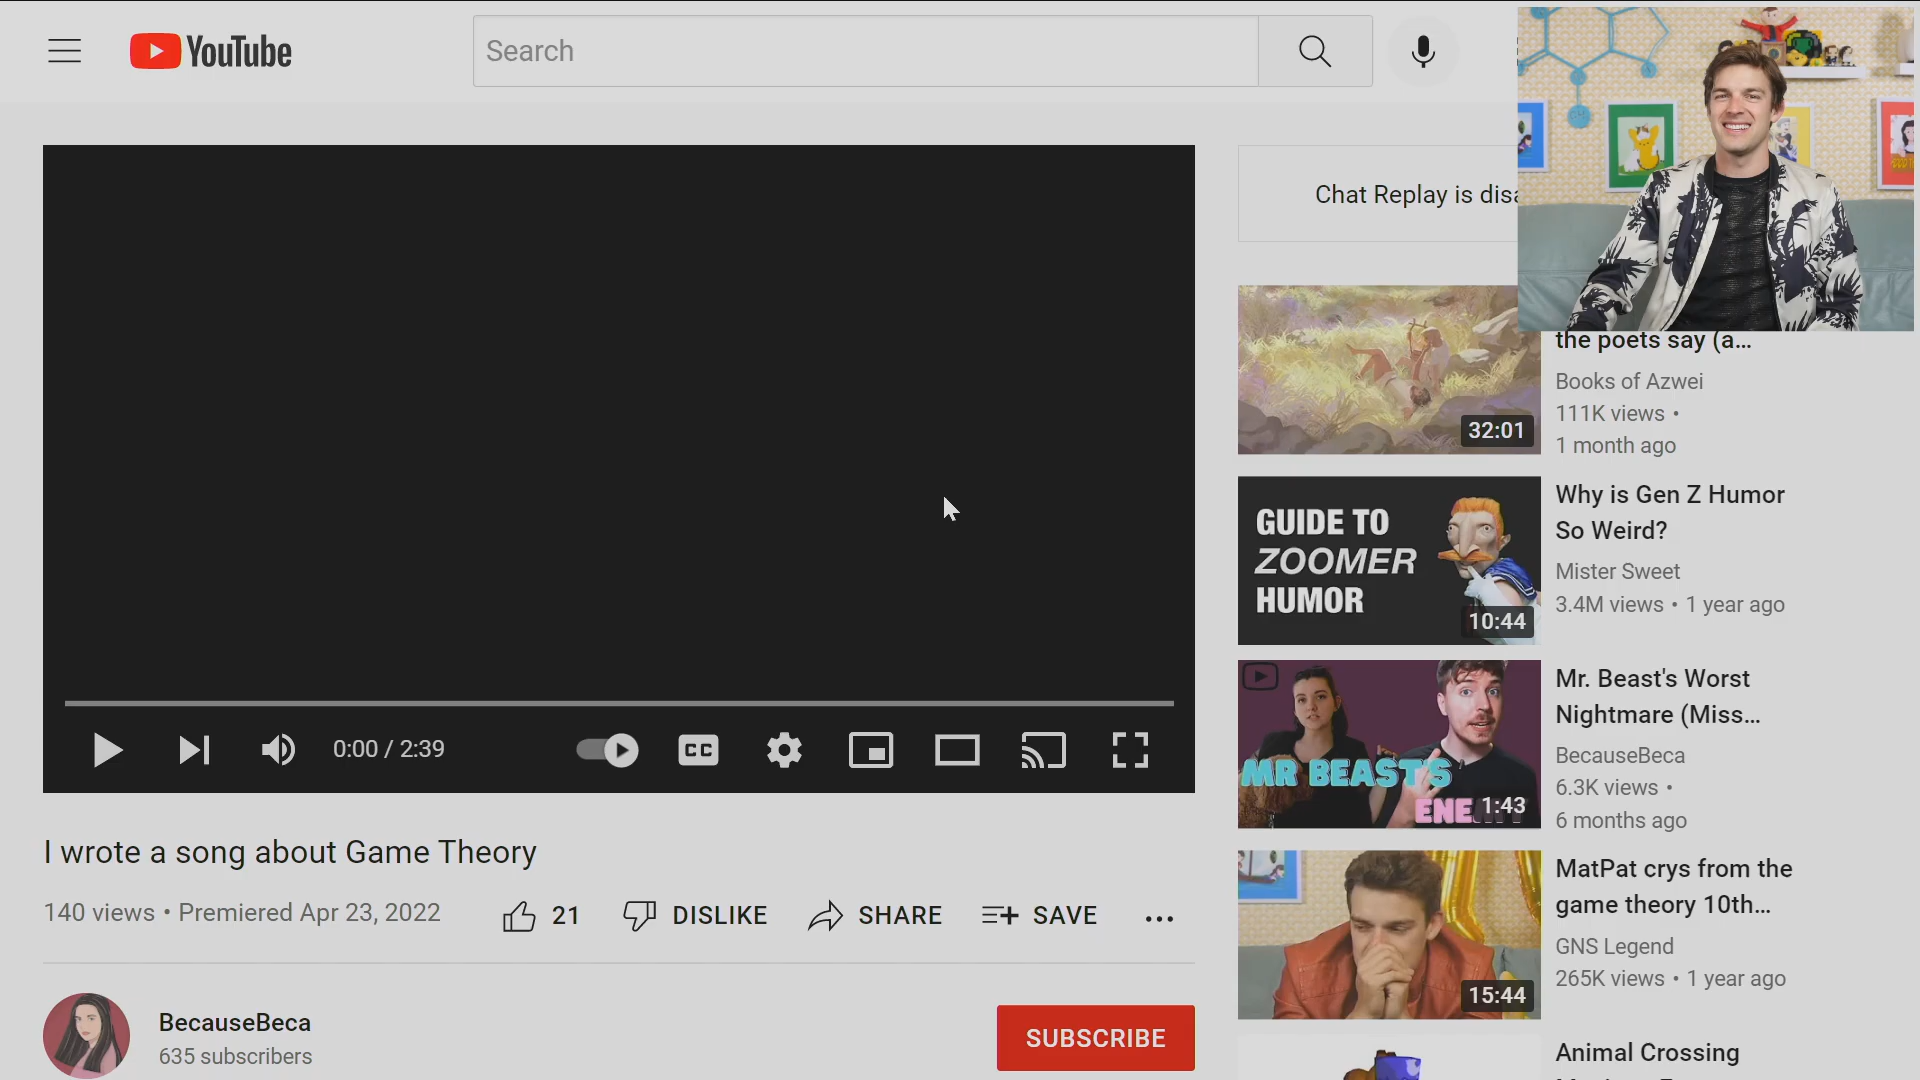 YouTube
Search
Chat Replay is disa
the poets say (a...
Books of Azwei
111K views •
1 month ago
32:01
GUIDE TO
ZOOMER
HUMOR
10:44
Why is Gen Z Humor
So Weird?
Mister Sweet
3.4M views • 1 year ago
MR BEAST'S
ENEMY
1:43
Mr. Beast's Worst
Nightmare (Miss...
BecauseBeca
6.3K views •
6 months ago
15:44
MatPat crys from the
game theory 10th...
GNS Legend
265K views • 1 year ago
Animal Crossing
0:00 / 2:39
CC
I wrote a song about Game Theory
140 views • Premiered Apr 23, 2022
21
DISLIKE
SHARE
SAVE
...
BecauseBeca
635 subscribers
SUBSCRIBE